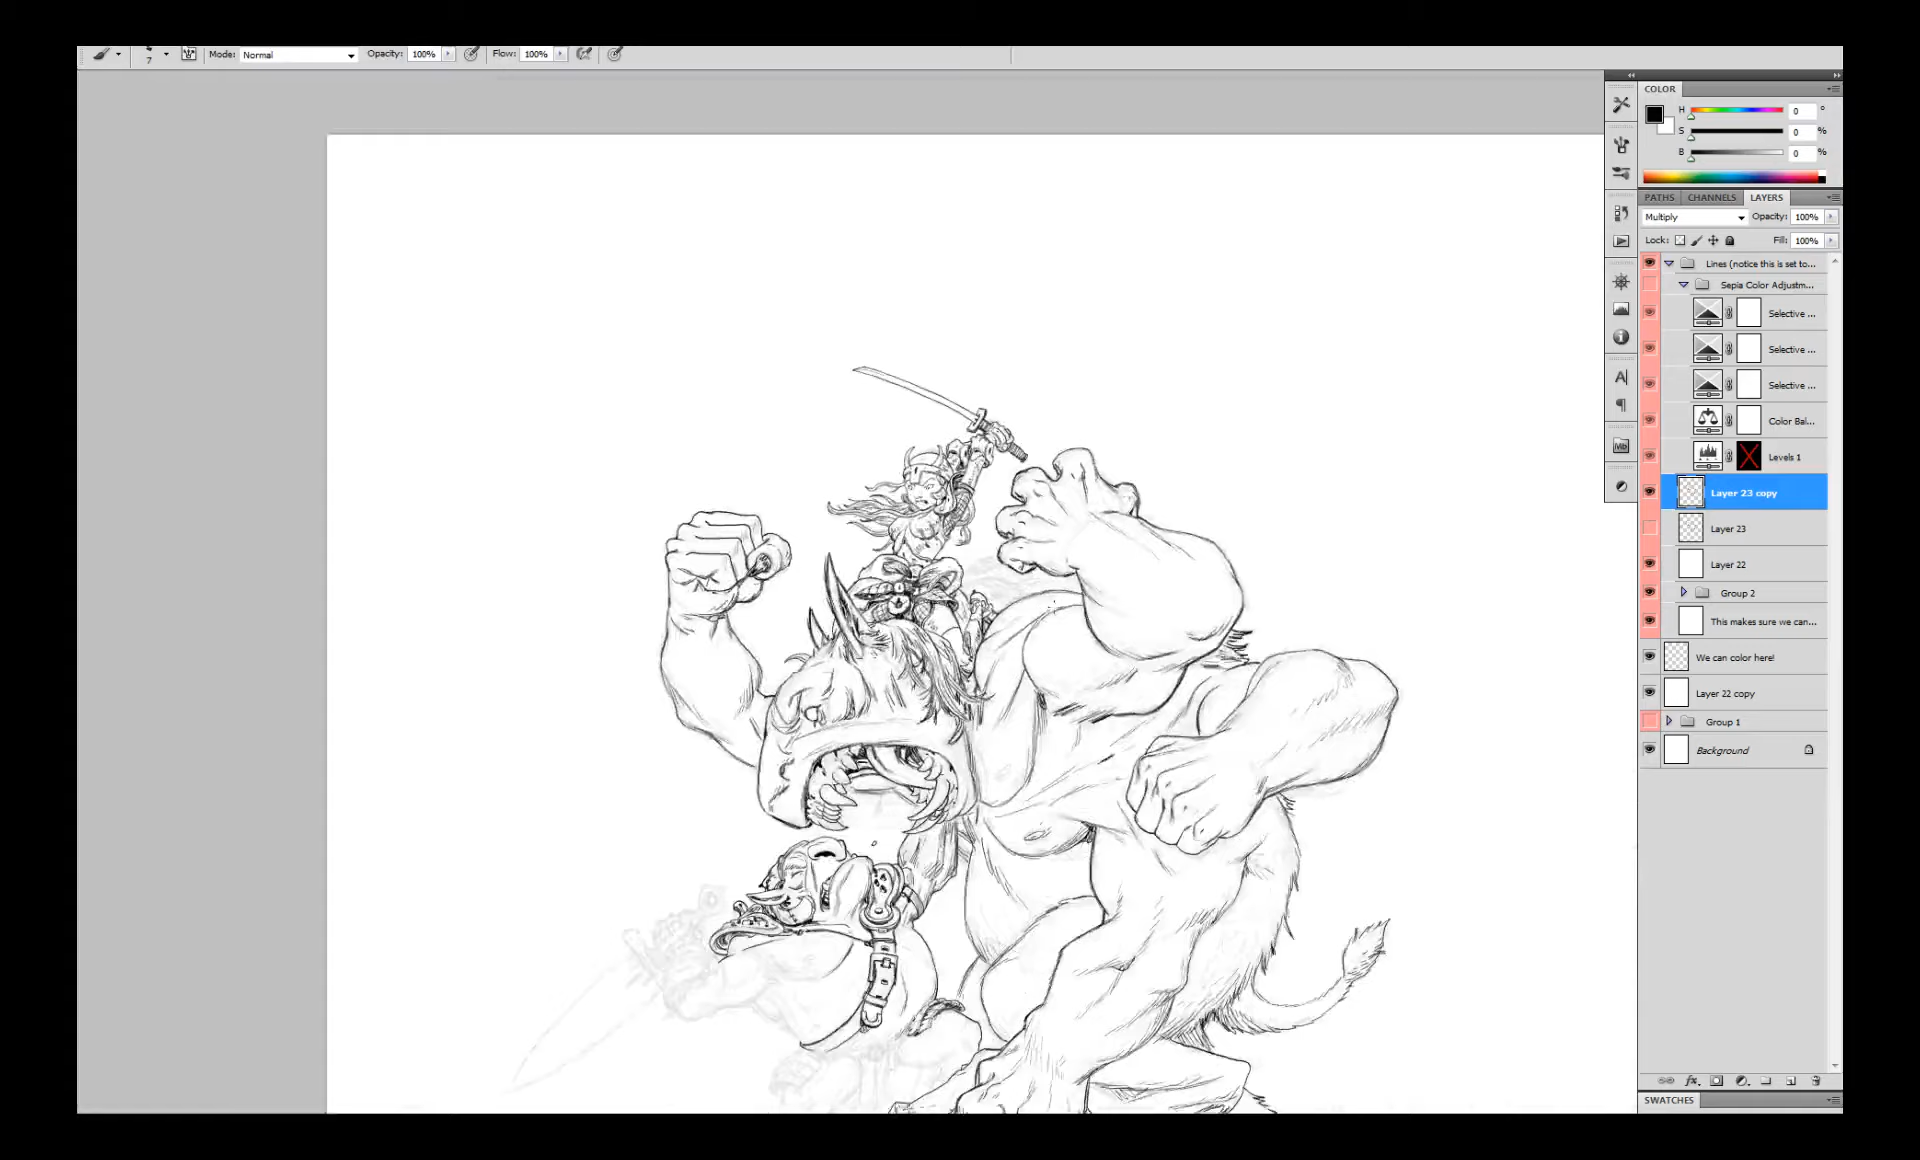 7 Mode: Normal Opacity: 100% Flow: 100%
COLOR
H 0 °
S 0 %
B 0 %
PATHS CHANNELS LAYERS
Multiply Opacity: 100%
Lock: Fill: 100%
Lines (notice this is set to...
Sepia Color Adjustm...
Selective ...
Selective ...
Selective ...
Color Bal...
Levels 1
Layer 23 copy
Layer 23
Layer 22
Group 2
This makes sure we can...
We can color here!
Layer 22 copy
Group 1
Background
fx.
SWATCHES
A
Mb